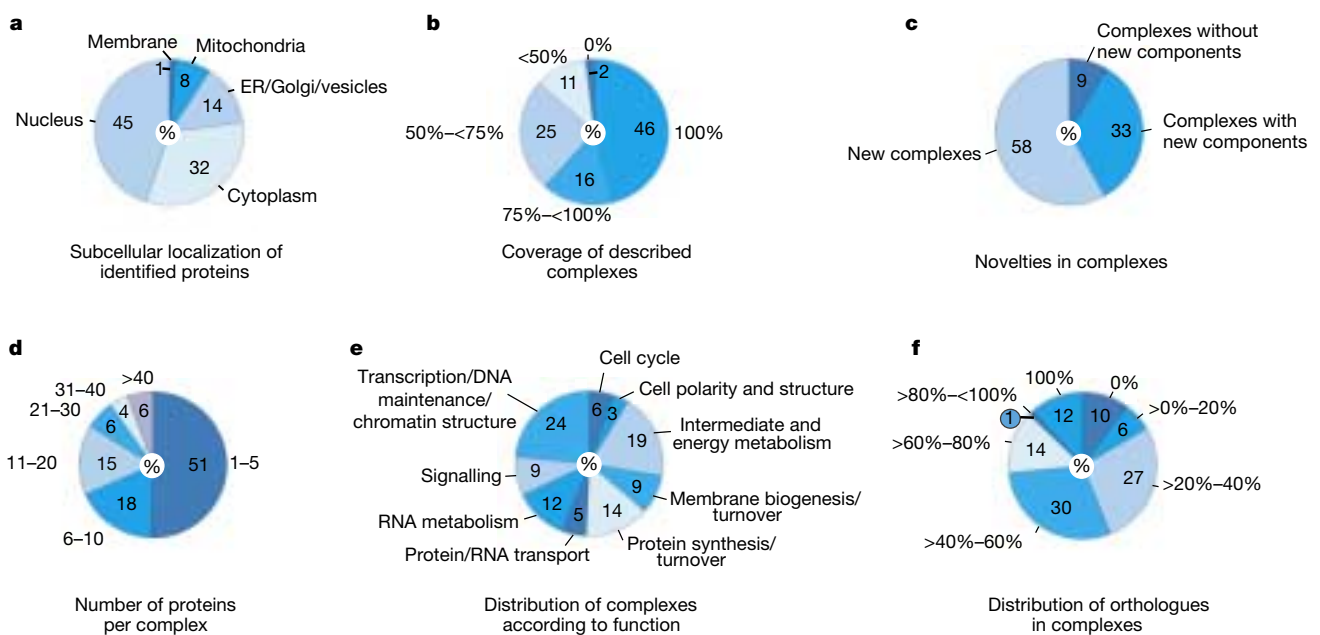 a
Membrane
Mitochondria
1
8
ER/Golgi/vesicles
14
Nucleus
45
%
32
Cytoplasm
Subcellular localization of
identified proteins
b
0%
<50%
2
11
50%–<75%
25
%
46
100%
16
75%–<100%
Coverage of described
complexes
c
Complexes without
new components
9
33
Complexes with
new components
%
New complexes
58
Novelties in complexes
d
>40
31–40
21–30
4
6
6
11–20
15
%
51
1–5
18
6–10
Number of proteins
per complex
e
Cell cycle
Transcription/DNA
maintenance/
chromatin structure
Cell polarity and structure
6
3
24
19
Intermediate and
energy metabolism
Signalling
9
%
9
Membrane biogenesis/
turnover
RNA metabolism
12
5
14
Protein/RNA transport
Protein synthesis/
turnover
Distribution of complexes
according to function
f
100%
0%
>80%–<100%
>0%–20%
1
12
10
6
>60%–80%
14
%
27
>20%–40%
30
>40%–60%
Distribution of orthologues
in complexes